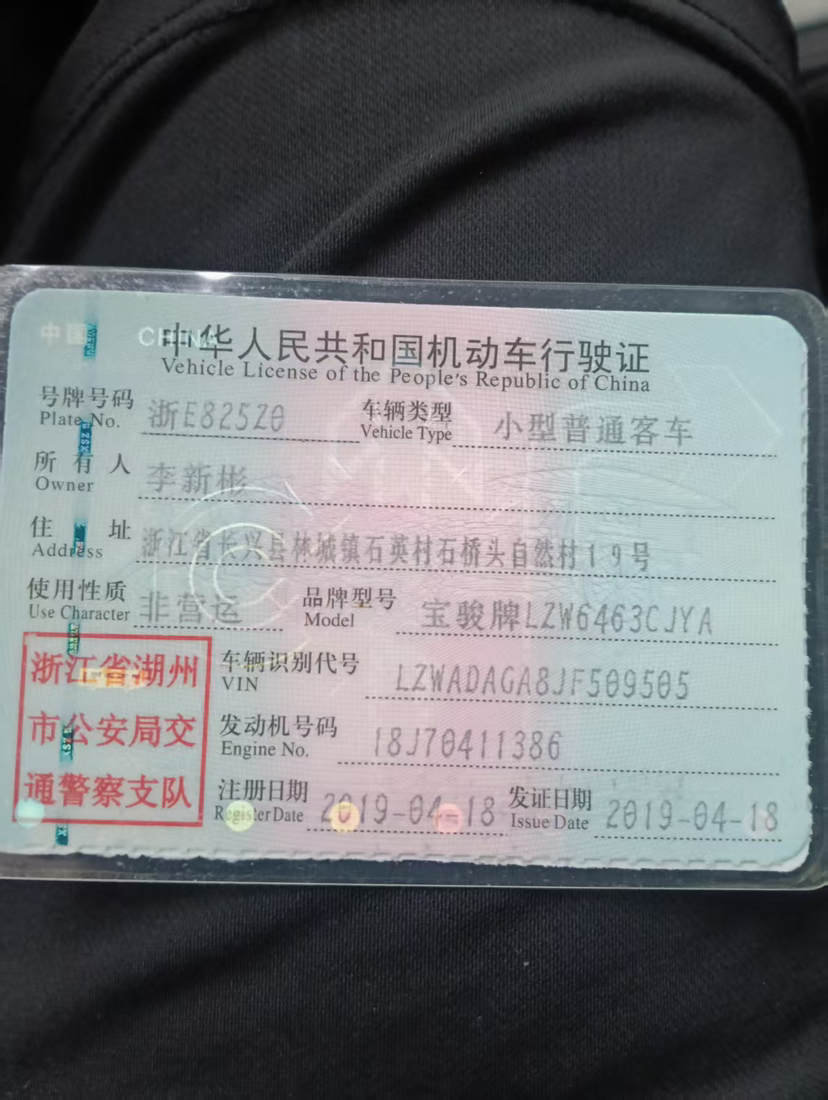 中国 CHINA
中华人民共和国机动车行驶证
Vehicle License of the People's Republic of China
号牌号码 浙E825Z0 车辆类型 小型普通客车
Plate No. Vehicle Type
所有人 李新彬
Owner
住址 浙江省长兴县林城镇石英村石桥头自然村19号
Address
使用性质 非营运 品牌型号 宝骏牌LZW6463CJYA
Use Character Model
浙江省湖州
市公安局交
通警察支队
车辆识别代号 LZWADAGA8JF509505
VIN
发动机号码 18J70411386
Engine No.
注册日期 2019-04-18 发证日期 2019-04-18
Register Date Issue Date